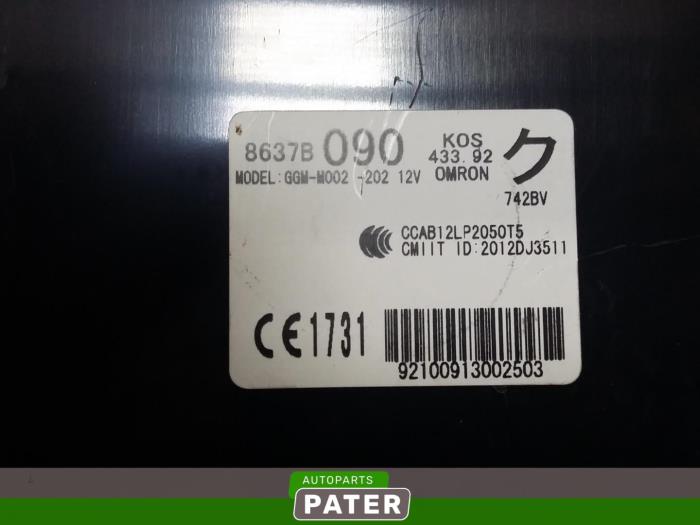 8637B 090 KOS 433.92 ク
MODEL:GGM-M002 -202 12V OMRON
742BV
CCAB12LP2050T5
CMIIT ID:2012DJ3511
CE1731
92100913002503
AUTOPARTS
PATER